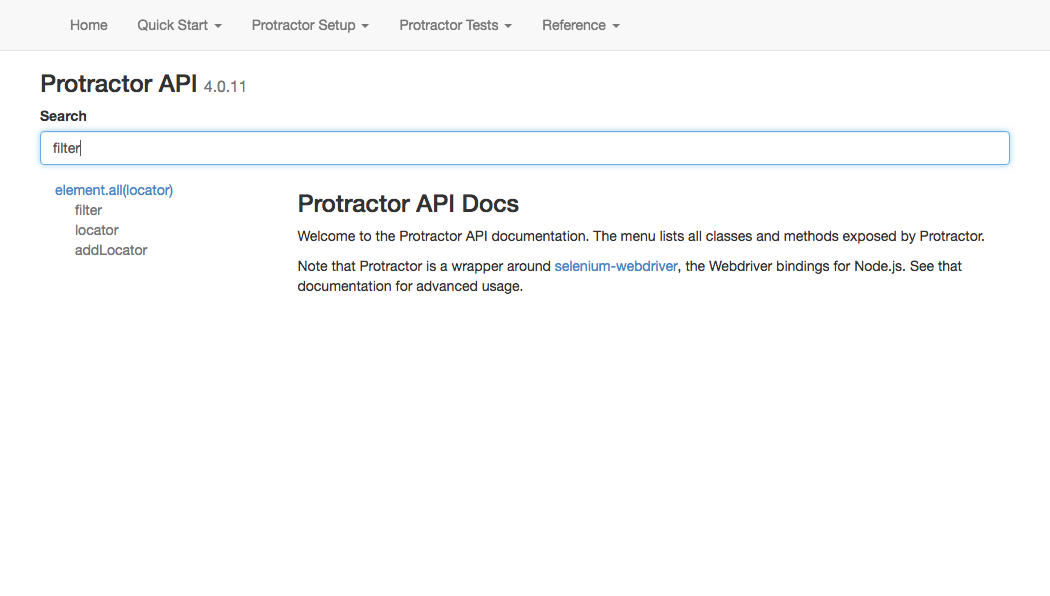 Home Quick Start Protractor Setup Protractor Tests Reference
Protractor API 4.0.11
Search
filter
element.all(locator)
filter
locator
addLocator
Protractor API Docs
Welcome to the Protractor API documentation. The menu lists all classes and methods exposed by Protractor.
Note that Protractor is a wrapper around selenium-webdriver, the Webdriver bindings for Node.js. See that
documentation for advanced usage.